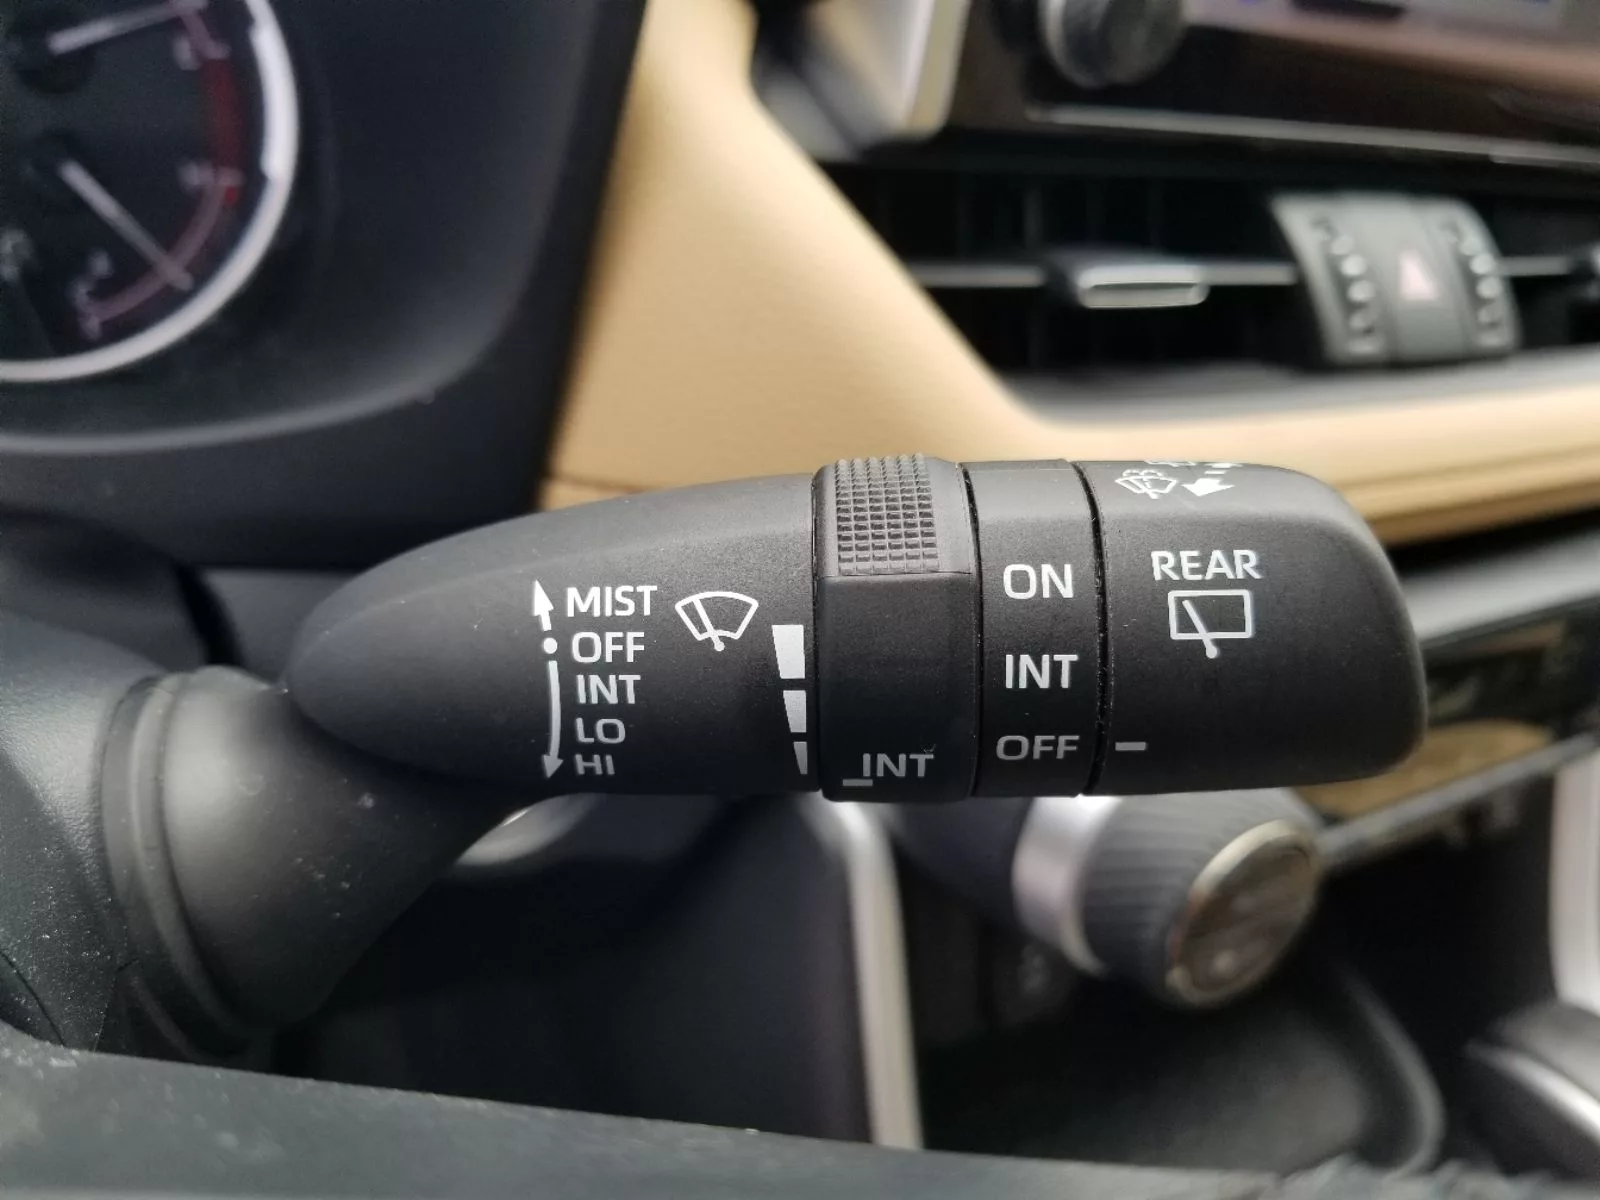 MIST
OFF
INT
LO
HI
INT
ON
INT
OFF
REAR